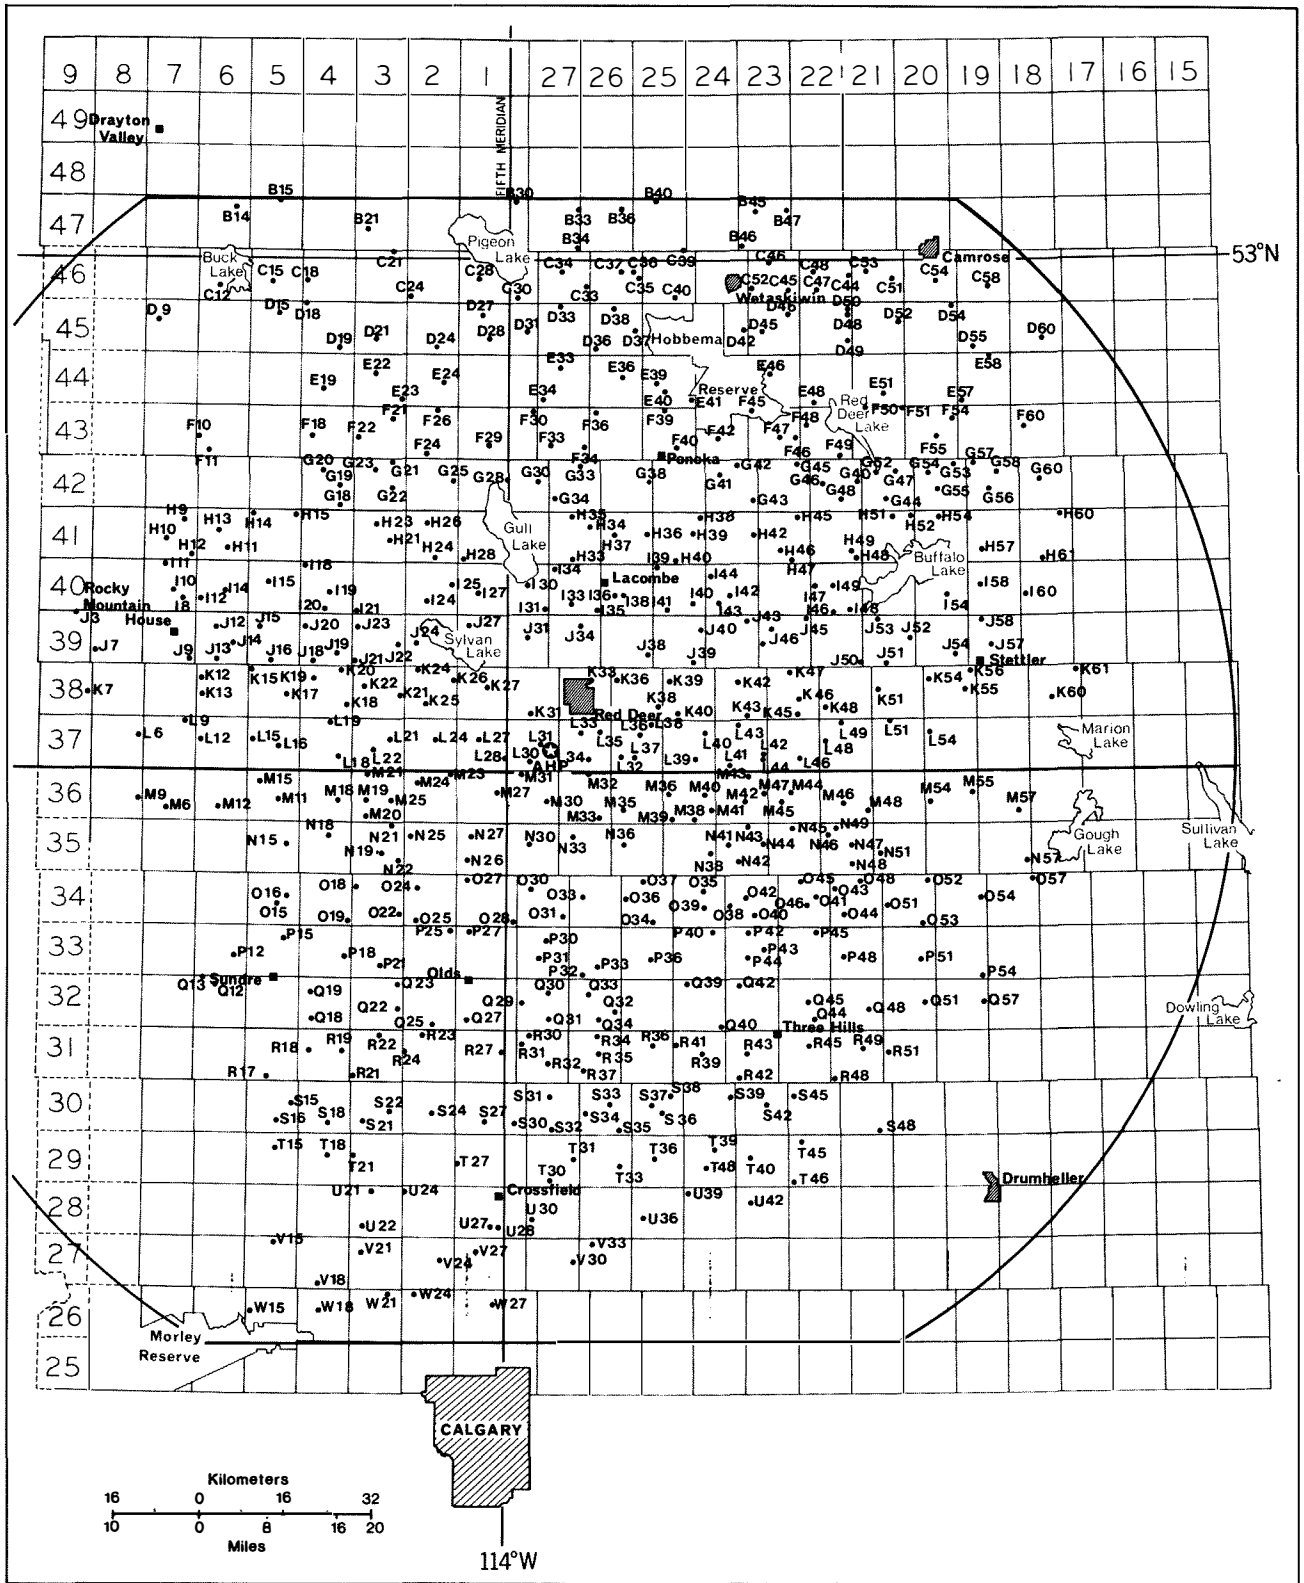 9 8 7 6 5 4 3 2 1 27 26 25 24 23 22 21 20 19 18 17 16 15
FIFTH MERIDIAN
49 Drayton
Valley
48
B15 B30 B40
B14 B21 B33 B36 B45 B47
47
B34 B46
Pigeon
Lake
Buck
Lake
Camrose
53°N
46
C15 C18 C21 C24 C28 C34 C37 C38 C39 C46 C48 C53 C54 C58
C12 C30 C33 C35 C40 C52 C45 C47 C44 C51
Wetaskiwin
D9 D15 D18 D27 D33 D38 D46 D50 D52 D54
45
D19 D21 D24 D28 D31 D36 D37 Hobbema D42 D45 D48 D49 D55 D60
44
E22 E24 E33 E36 E39 Reserve E46 E51 E58
E19 E23 E34 E40 E41 E48 E57
Red
Deer
Lake
F21 F26 F30 F36 F39 F45 F48 F50 F51 F54 F60
43
F10 F18 F22 F24 F29 F33 F40 F42 F47 F46 F49 F55
F11 F34 Ponoka
G20 G23 G21 G25 G28 G30 G33 G38 G42 G45 G40 G52 G54 G53 G57 G58 G60
42
G19 G18 G22 G34 G41 G43 G46 G48 G47 G44 G55 G56
H9 H13 H14 H15 H23 H26 H35 H34 H38 H45 H51 H52 H54 H60
41
H10 H12 H11 H21 H24 H28 H37 H36 H39 H42 H46 H49 H48 H57
Gull
Lake
Buffalo
Lake
I11 I18 I34 H33 I39 H40 H47 H61
40
Rocky
Mountain
House
I10 I14 I15 I19 I25 I27 I30 Lacombe I44 I42 I49 I58
I8 I12 I20 I21 I24 I31 I33 I36 I35 I38 I41 I40 I43 I47 I46 I48 I54 I60
J3 J12 J15 J20 J23 J24 J27 J31 J34 J40 J43 J45 J53 J52 J58
39
J7 J9 J13 J14 J16 J18 J19 J21 J22 J38 J39 J46 J50 J51 J54 J57
Sylvan
Lake
Stettler
38
K7 K12 K13 K15 K19 K17 K20 K22 K18 K24 K21 K25 K26 K27 K33 K36 K39 K42 K47 K54 K56 K61
K31 K38 K40 K43 K45 K46 K48 K51 K55 K60
Red Deer
37
L6 L9 L12 L15 L16 L19 L18 L21 L22 L24 L27 L28 L30 L31 L33 L34 L35 L36 L38 L37 L32 L39 L40 L43 L41 L42 L44 L46 L48 L49 L51 L54
AHP
Marion
Lake
36
M9 M6 M12 M15 M11 M18 M19 M21 M25 M20 M24 M23 M27 M31 M30 M32 M33 M35 M36 M38 M39 M40 M41 M42 M43 M44 M45 M46 M48 M54 M55 M57
35
N15 N18 N19 N21 N22 N25 N27 N26 N30 N33 N36 N41 N38 N43 N42 N44 N45 N46 N49 N47 N48 N51 N57
Gough
Lake
Sullivan
Lake
34
O16 O15 O18 O19 O24 O22 O25 O27 O28 O30 O31 O33 O36 O34 O37 O35 O39 O38 O42 O40 O45 O46 O41 O43 O44 O48 O51 O52 O53 O54 O57
33
P12 P15 P18 P21 P25 P27 P30 P31 P32 P33 P36 P40 P42 P43 P44 P45 P48 P51 P54
Sundre
Olds
32
Q13 Q12 Q19 Q18 Q23 Q22 Q25 Q29 Q27 Q30 Q31 Q33 Q32 Q34 Q39 Q42 Q40 Q45 Q44 Q48 Q51 Q57
Three Hills
Dowling
Lake
31
R18 R17 R19 R21 R22 R24 R23 R27 R30 R31 R32 R34 R35 R37 R36 R41 R39 R43 R42 R45 R49 R48 R51
30
S15 S16 S18 S22 S21 S24 S27 S31 S30 S32 S33 S34 S35 S37 S38 S36 S39 S42 S45 S48
29
T15 T18 T21 T27 T31 T30 T33 T36 T39 T48 T40 T45 T46
Drumheller
28
U21 U24 Crossfield U30 U39 U42
U22 U27 U28 U36
27
V15 V21 V24 V27 V33 V30
V18
26
W15 W18 W21 W24 W27
Morley
Reserve
25
CALGARY
Kilometers
16 0 16 32
10 0 8 16 20
Miles
114°W